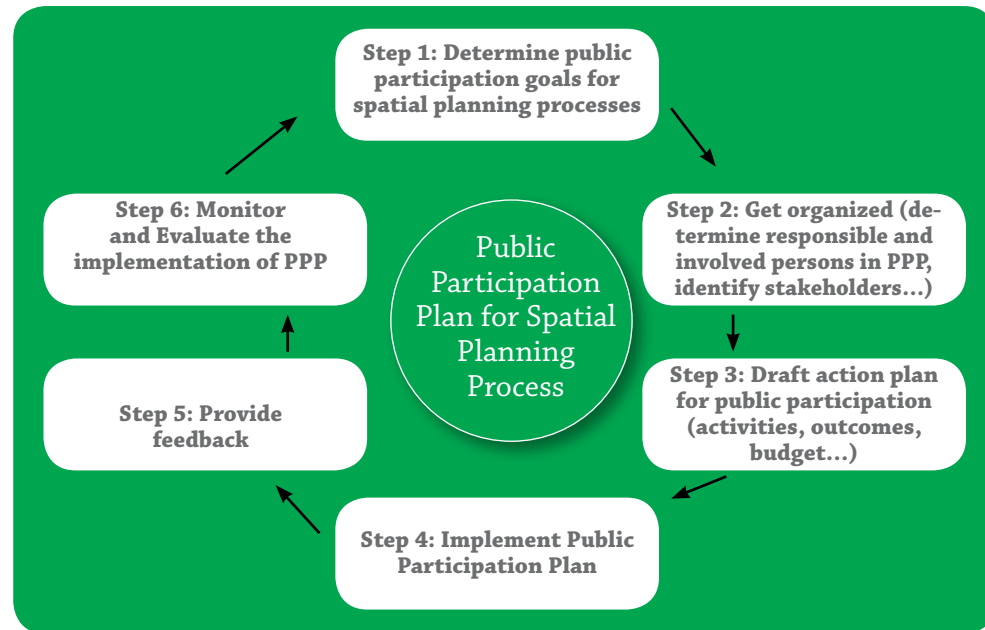 Step 1: Determine public
participation goals for
spatial planning processes
Step 2: Get organized (de-
termine responsible and
involved persons in PPP,
identify stakeholders...)
Step 3: Draft action plan
for public participation
(activities, outcomes,
budget...)
Step 4: Implement Public
Participation Plan
Step 5: Provide
feedback
Step 6: Monitor
and Evaluate the
implementation of PPP
Public
Participation
Plan for Spatial
Planning
Process